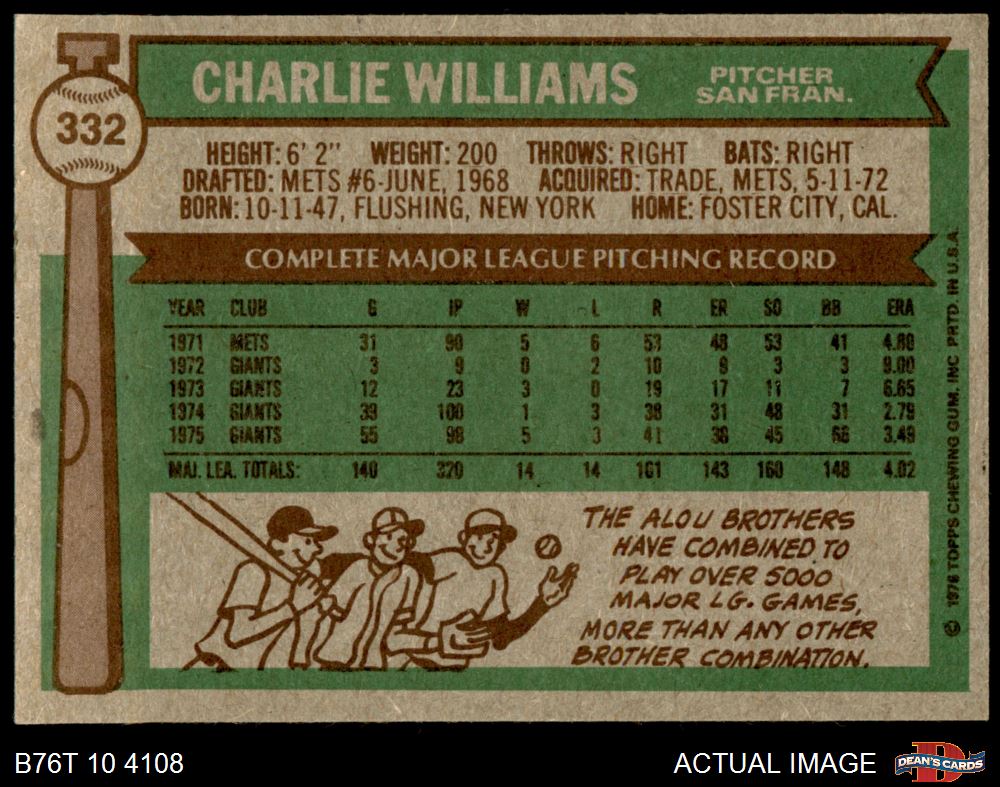 332
CHARLIE WILLIAMS
PITCHER
SAN FRAN.
HEIGHT: 6' 2" WEIGHT: 200 THROWS: RIGHT BATS: RIGHT
DRAFTED: METS #6-JUNE, 1968 ACQUIRED: TRADE, METS, 5-11-72
BORN: 10-11-47, FLUSHING, NEW YORK HOME: FOSTER CITY, CAL.
COMPLETE MAJOR LEAGUE PITCHING RECORD
YEAR CLUB G IP W L R ER SO BB ERA
1971 METS 31 90 5 6 53 48 53 41 4.80
1972 GIANTS 3 9 0 2 10 9 3 3 9.00
1973 GIANTS 12 23 3 0 19 17 11 7 6.65
1974 GIANTS 39 100 1 3 38 31 48 31 2.79
1975 GIANTS 55 98 5 3 41 38 45 66 3.49
MAJ. LEA. TOTALS: 140 320 14 14 161 143 160 148 4.02
THE ALOU BROTHERS
HAVE COMBINED TO
PLAY OVER 5000
MAJOR LG. GAMES,
MORE THAN ANY OTHER
BROTHER COMBINATION.
© 1976 TOPPS CHEWING GUM, INC PRTD. IN U.S.A.
B76T 10 4108
ACTUAL IMAGE
D
DEAN'S CARDS